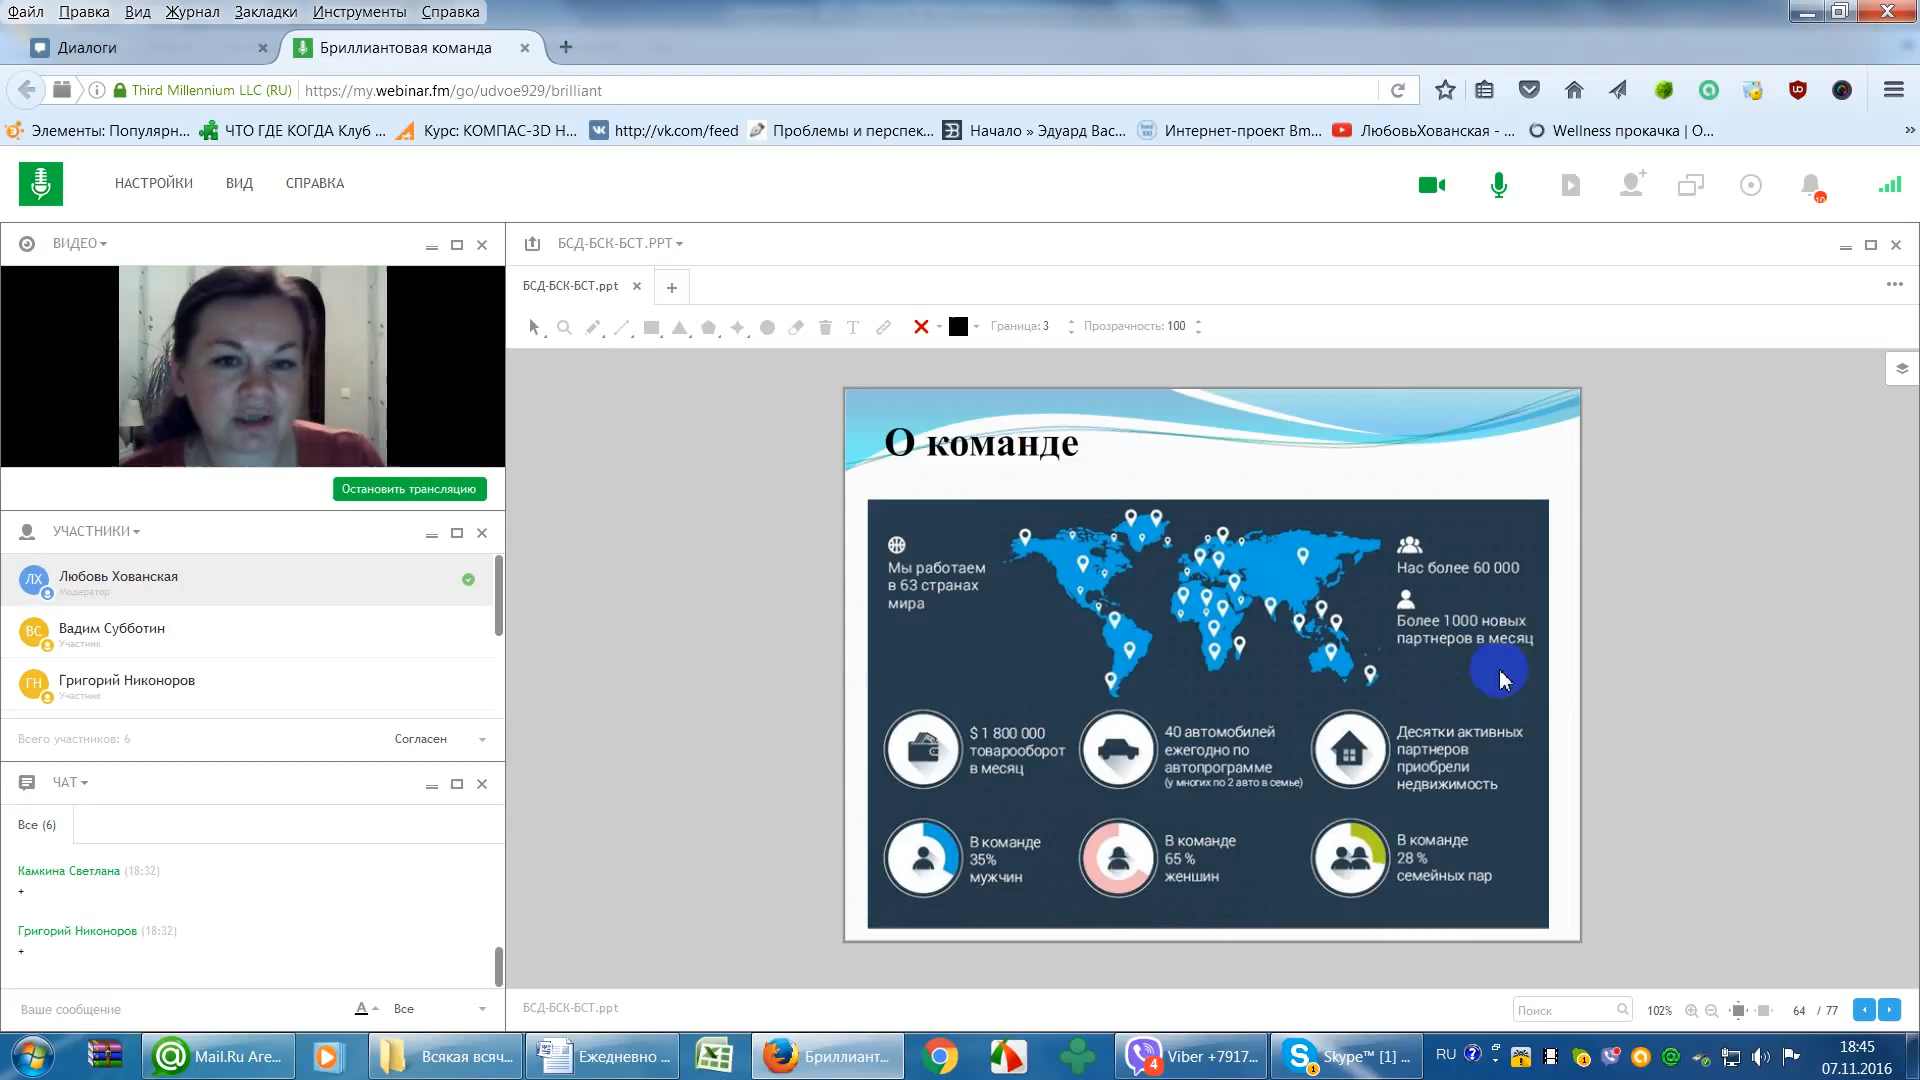 Файл Правка Вид Журнал Закладки Инструменты Справка
Диалоги
Бриллиантовая команда
Third Millennium LLC (RU)
https://my.webinar.fm/go/udvoe929/brilliant
Элементы: Популярн...
ЧТО ГДЕ КОГДА Клуб ...
Курс: КОМПАС-3D Н...
http://vk.com/feed
Проблемы и перспек...
Начало » Эдуард Вас...
Интернет-проект Bm...
ЛюбовьХованская - ...
Wellness прокачка | О...
НАСТРОЙКИ ВИД СПРАВКА
10
ВИДЕО
Остановить трансляцию
УЧАСТНИКИ
ЛХ
Любовь Хованская
Модератор
ВС
Вадим Субботин
Участник
ГН
Григорий Никоноров
Участник
Всего участников: 6
Согласен
ЧАТ
Все (6)
Камкина Светлана (18:32)
+
Григорий Никоноров (18:32)
+
Ваше сообщение
А
Все
БСД-БСК-БСТ.PPT
БСД-БСК-БСТ.ppt
Граница: 3
Прозрачность: 100
О команде
Мы работаем
в 63 странах
мира
Нас более 60 000
Более 1000 новых
партнеров в месяц
$ 1 800 000
товарооборот
в месяц
40 автомобилей
ежегодно по
автопрограмме
(у многих по 2 авто в семье)
Десятки активных
партнеров
приобрели
недвижимость
В команде
35%
мужчин
В команде
65 %
женшин
В команде
28 %
семейных пар
БСД-БСК-БСТ.ppt
Поиск
102%
64 / 77
Mail.Ru Аге...
Всякая всяч...
Ежедневно ...
Бриллиант...
Viber +7917...
4
Skype™ [1] ...
1
RU
18:45
07.11.2016